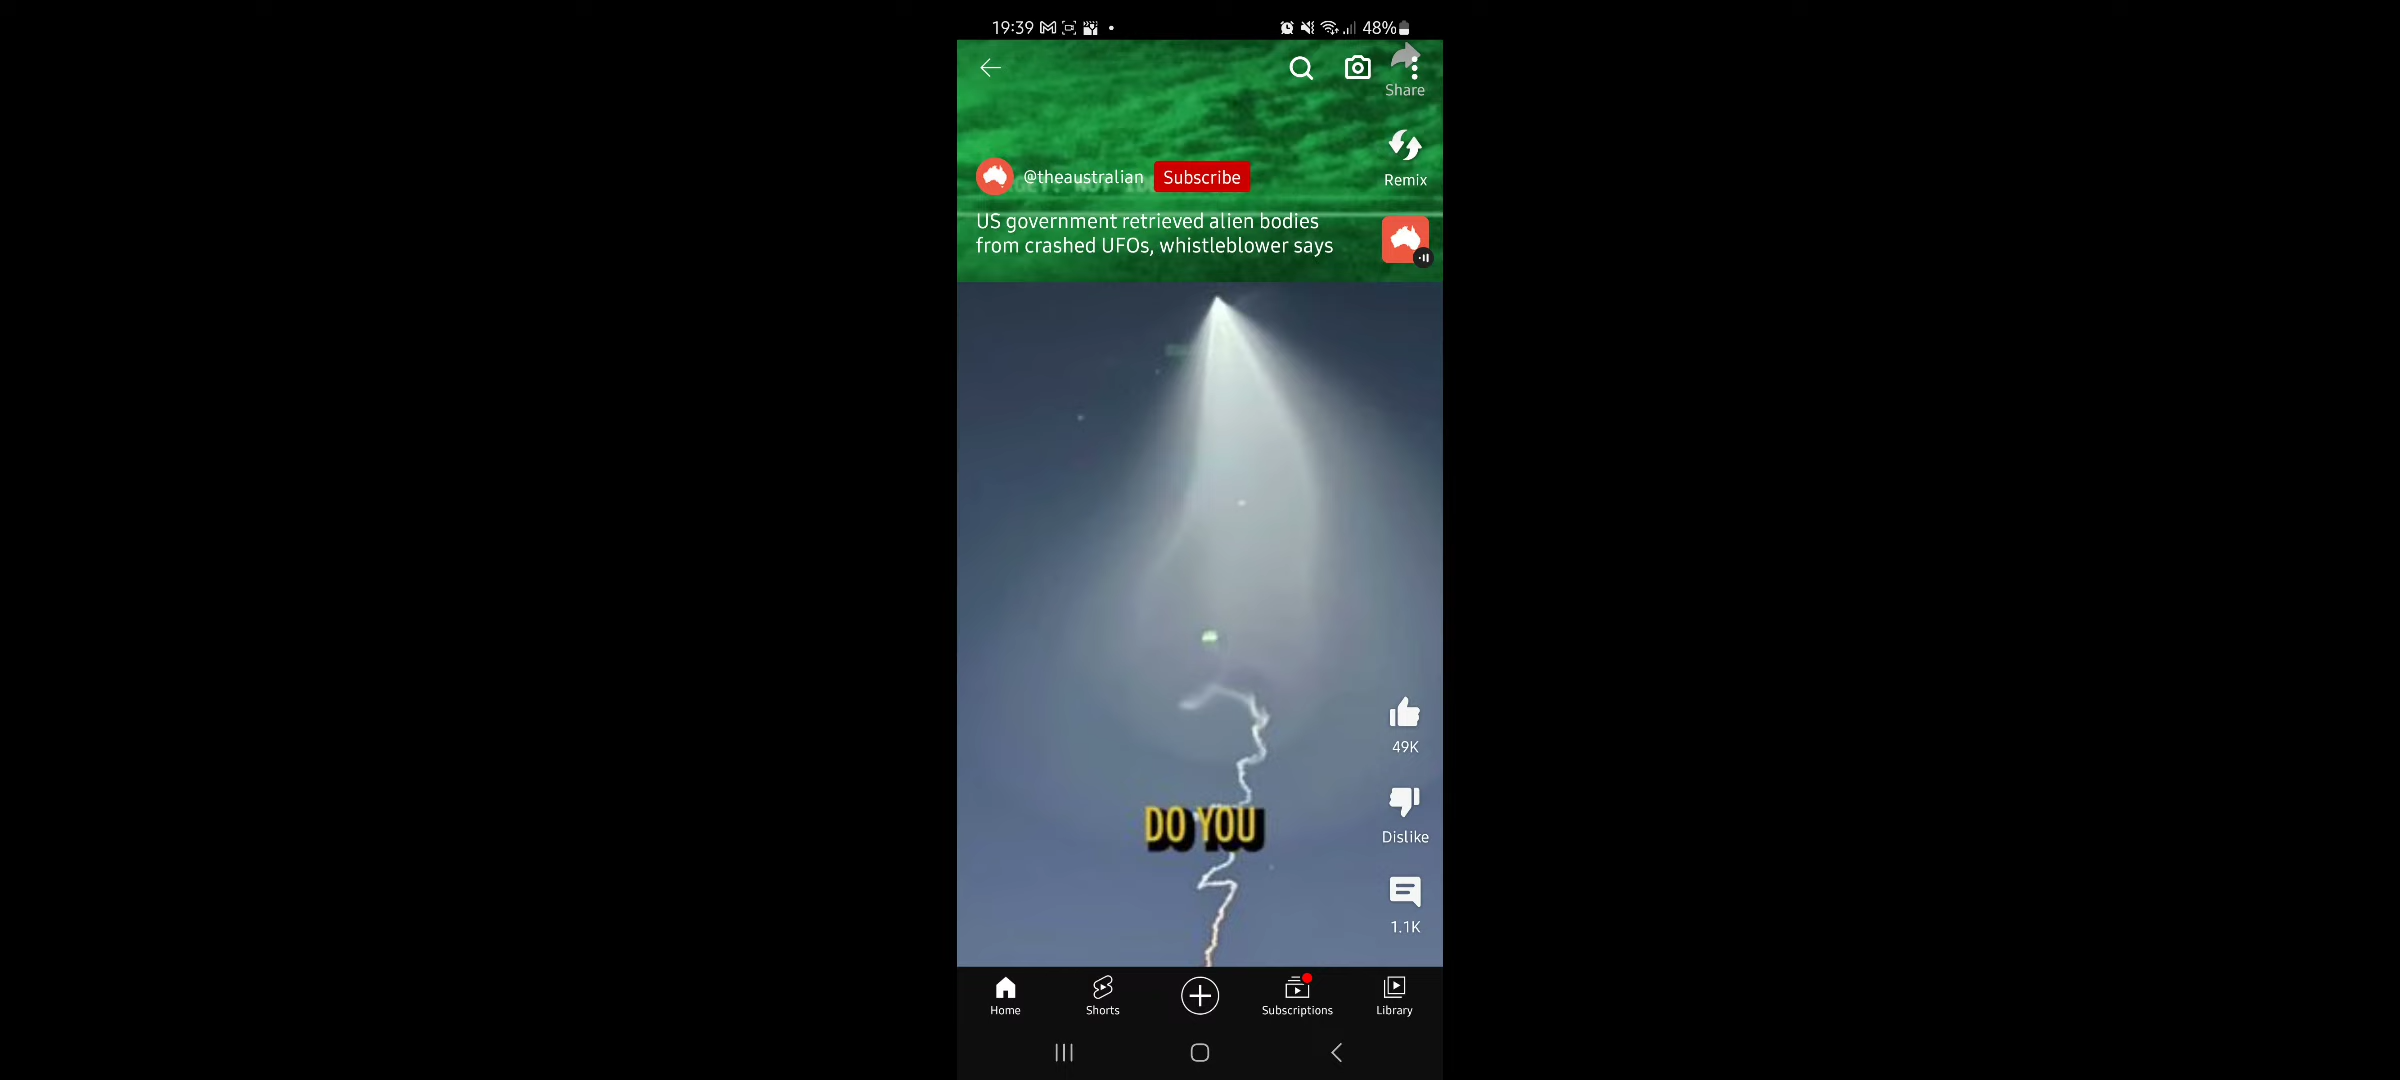 19:39
48%
Share
Remix
@theaustralian
Subscribe
US government retrieved alien bodies
from crashed UFOs, whistleblower says
49K
DO YOU
Dislike
1.1K
Home
Shorts
Subscriptions
Library